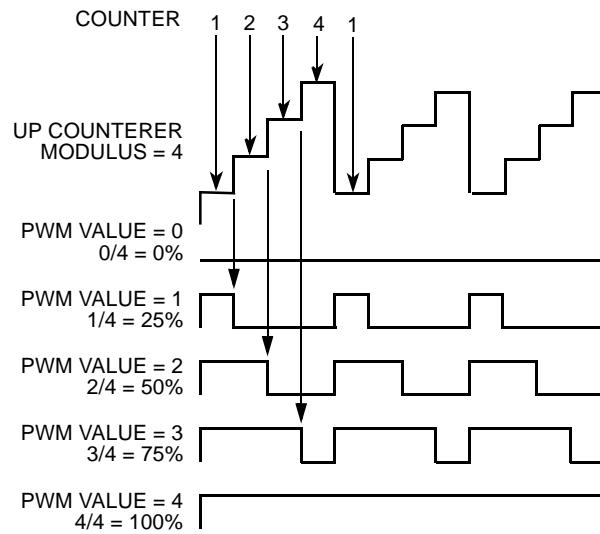 COUNTER 1 2 3 4 1
UP COUNTERER
MODULUS = 4
PWM VALUE = 0
0/4 = 0%
PWM VALUE = 1
1/4 = 25%
PWM VALUE = 2
2/4 = 50%
PWM VALUE = 3
3/4 = 75%
PWM VALUE = 4
4/4 = 100%